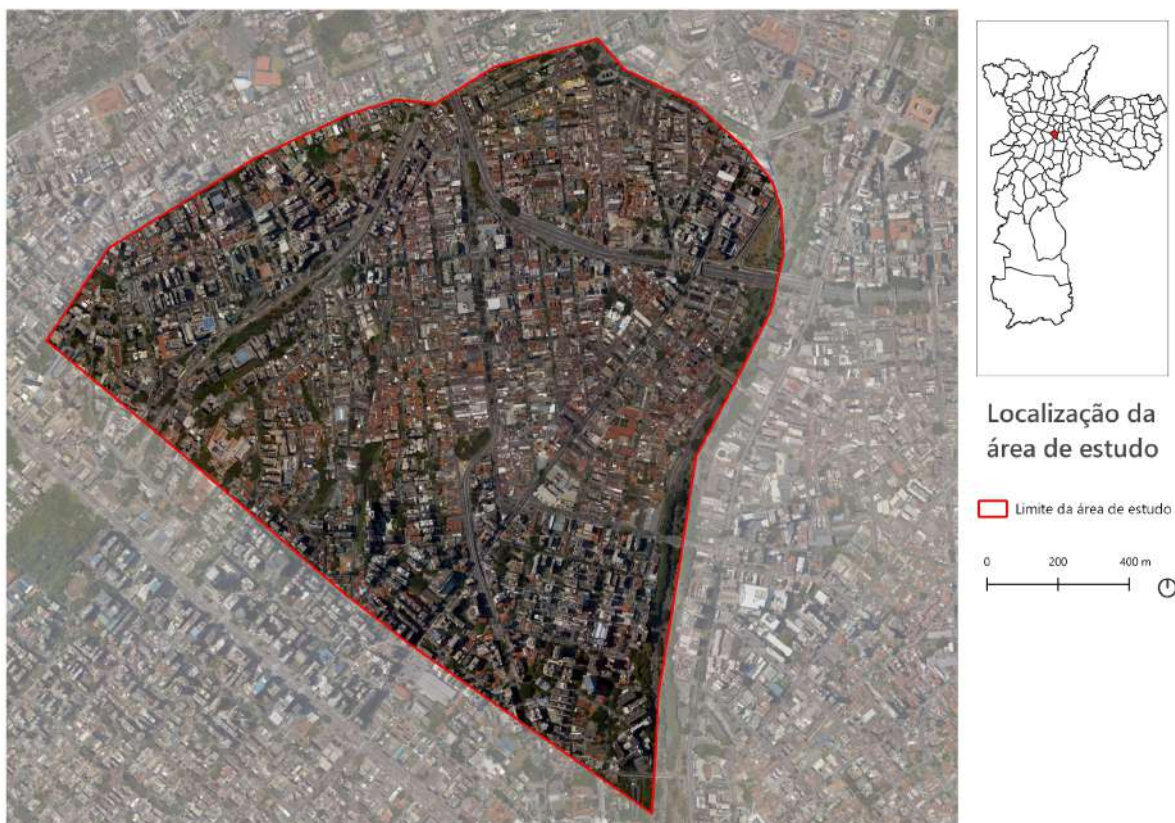 Localização da
área de estudo
Limite da área de estudo
0 200 400 m